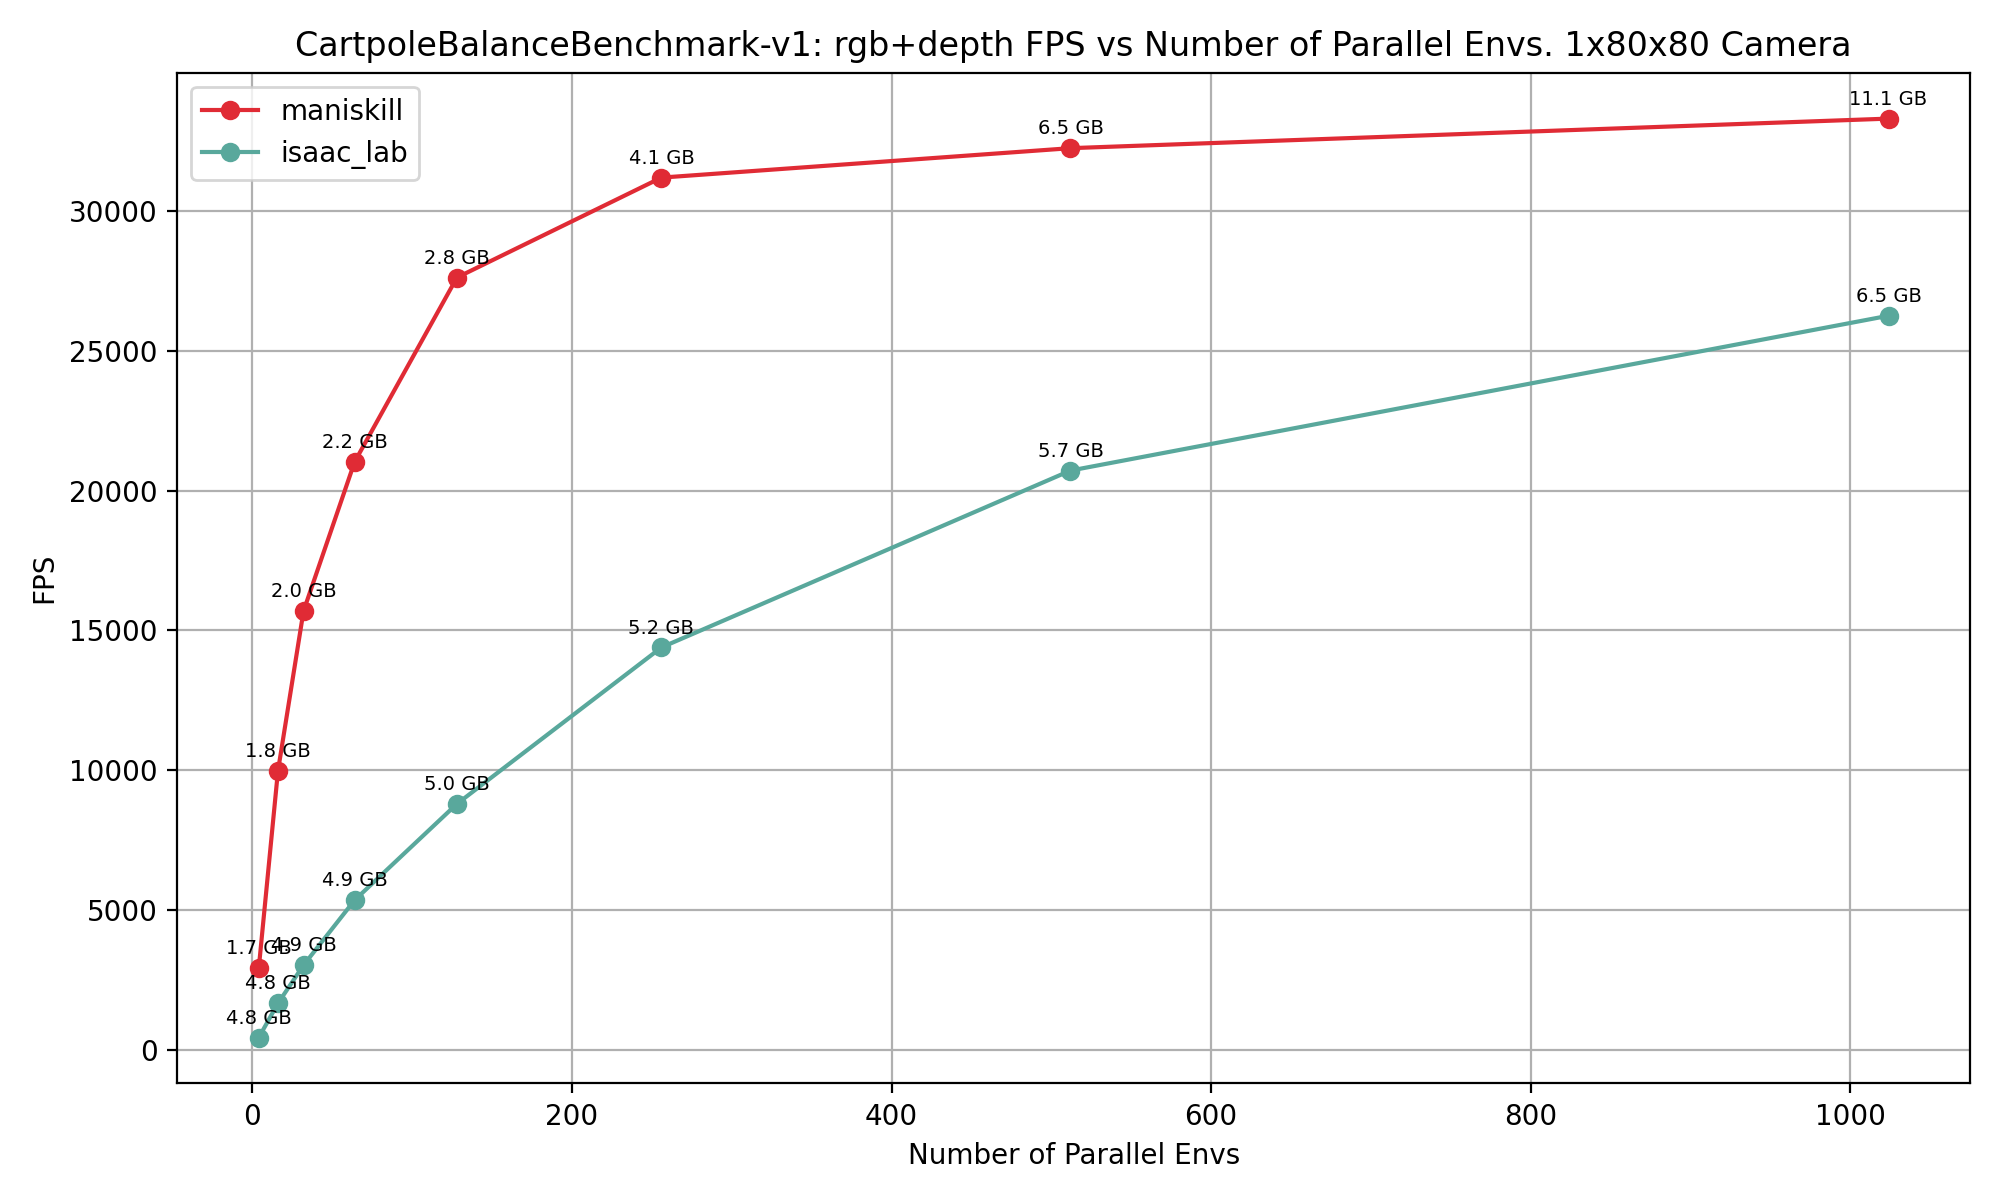 CartpoleBalanceBenchmark-v1: rgb+depth FPS vs Number of Parallel Envs. 1x80x80 Camera
maniskill
isaac_lab
11.1 GB
6.5 GB
4.1 GB
2.8 GB
2.2 GB
2.0 GB
1.8 GB
1.7 GB
6.5 GB
5.7 GB
5.2 GB
5.0 GB
4.9 GB
4.9 GB
4.8 GB
4.8 GB
FPS
30000
25000
20000
15000
10000
5000
0
0 200 400 600 800 1000
Number of Parallel Envs